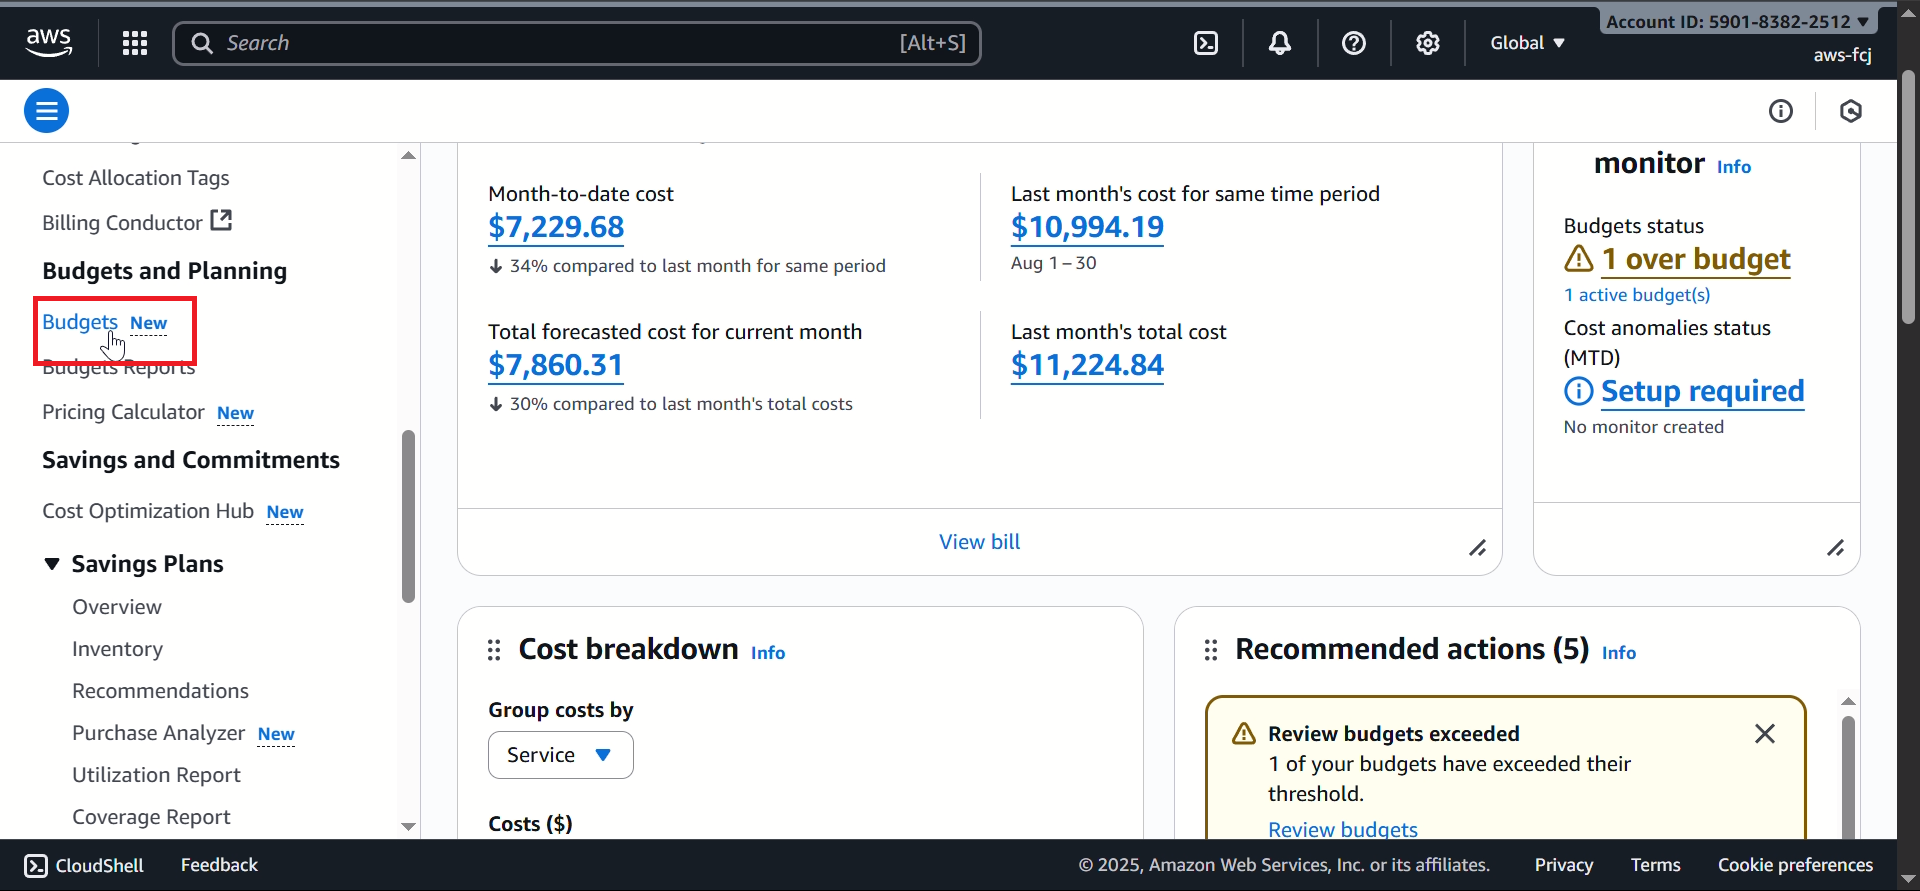 aws
Search
[Alt+S]
Global
Account ID: 5901-8382-2512
aws-fcj
Cost Allocation Tags
Billing Conductor
Budgets and Planning
Budgets New
Budgets Reports
Pricing Calculator New
Savings and Commitments
Cost Optimization Hub New
Savings Plans
Overview
Inventory
Recommendations
Purchase Analyzer New
Utilization Report
Coverage Report
Month-to-date cost
$7,229.68
34% compared to last month for same period
Last month's cost for same time period
$10,994.19
Aug 1 – 30
Total forecasted cost for current month
$7,860.31
30% compared to last month's total costs
Last month's total cost
$11,224.84
View bill
monitor Info
Budgets status
1 over budget
1 active budget(s)
Cost anomalies status
(MTD)
Setup required
No monitor created
Cost breakdown Info
Group costs by
Service
Costs ($)
Recommended actions (5) Info
Review budgets exceeded
1 of your budgets have exceeded their
threshold.
Review budgets
CloudShell
Feedback
© 2025, Amazon Web Services, Inc. or its affiliates.
Privacy
Terms
Cookie preferences